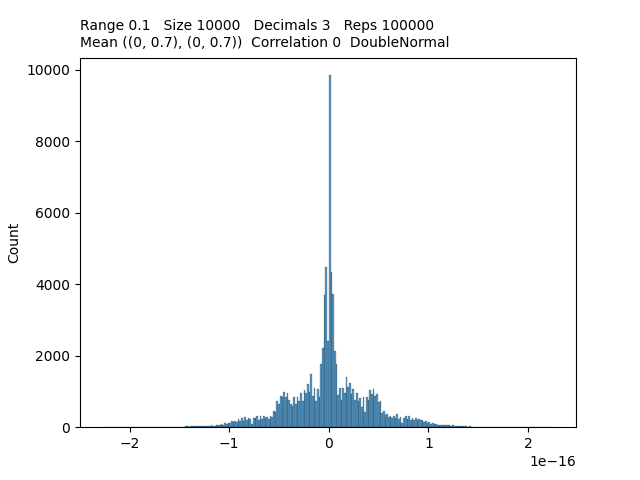 Range 0.1 Size 10000 Decimals 3 Reps 100000
Mean ((0, 0.7), (0, 0.7)) Correlation 0 DoubleNormal
10000
8000
6000
4000
2000
0
Count
−2
−1
0
1
2
1e−16